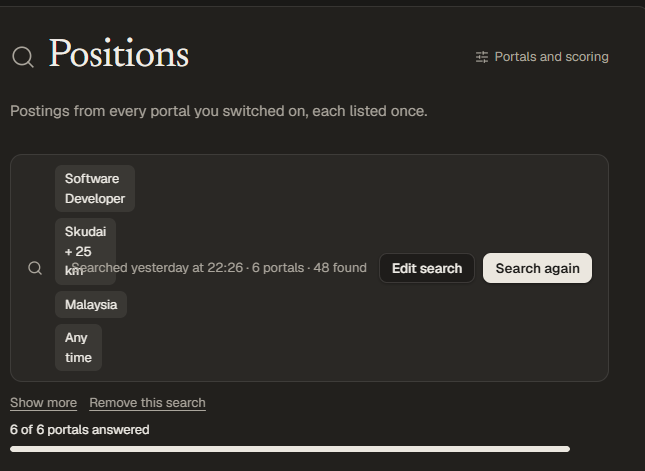 Positions
Portals and scoring
Postings from every portal you switched on, each listed once.
Software
Developer
Skudai
+ 25
km
Searched yesterday at 22:26 · 6 portals · 48 found
Edit search
Search again
Malaysia
Any
time
Show more
Remove this search
6 of 6 portals answered